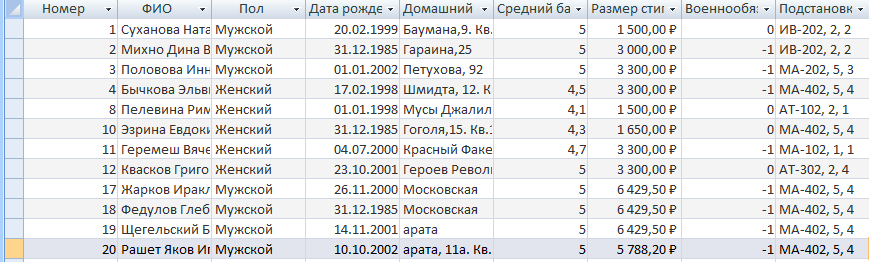 Номер ФИО Пол Дата рожде Домашний Средний ба Размер стип Военнообяз Подстановк
1 Суханова Ната Мужской 20.02.1999 Баумана,9. Кв. 5 1 500,00 ₽ 0 ИВ-202, 2, 2
2 Михно Дина В Мужской 31.12.1985 Гараина,25 5 3 000,00 ₽ -1 ИВ-202, 2, 2
3 Половова Инн Мужской 01.01.2002 Петухова, 92 5 3 300,00 ₽ -1 МА-202, 5, 3
4 Бычкова Эльви Женский 17.02.1998 Шмидта, 12. К 4,5 3 300,00 ₽ -1 МА-402, 5, 4
8 Пелевина Рим Женский 01.01.1998 Мусы Джалил 4,1 1 500,00 ₽ 0 АТ-102, 2, 1
10 Эзрина Евдоки Женский 31.12.1985 Гоголя,15. Кв.1 4,3 1 650,00 ₽ 0 МА-402, 5, 4
11 Геремеш Вяче Женский 04.07.2000 Красный Факе 4,7 3 300,00 ₽ -1 МА-102, 1, 1
12 Квасков Григо Женский 23.10.2001 Героев Револ 5 3 300,00 ₽ 0 АТ-302, 2, 4
17 Жарков Иракл Мужской 26.11.2000 Московская 5 6 429,50 ₽ -1 МА-402, 5, 4
18 Федулов Глеб Мужской 31.12.1985 Московская 5 6 429,50 ₽ -1 МА-402, 5, 4
19 Щегельский Б Мужской 14.11.2001 арата 5 6 429,50 ₽ -1 МА-402, 5, 4
20 Рашет Яков Иг Мужской 10.10.2002 арата, 11а. Кв. 5 5 788,20 ₽ -1 МА-402, 5, 4